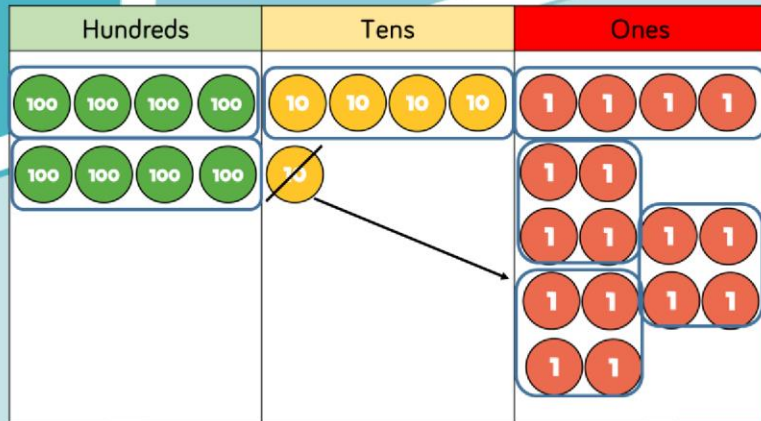 Hundreds Tens Ones
100 100 100 100 10 10 10 10 1 1 1 1
100 100 100 100 10 1 1
1 1 1 1
1 1 1 1
1 1